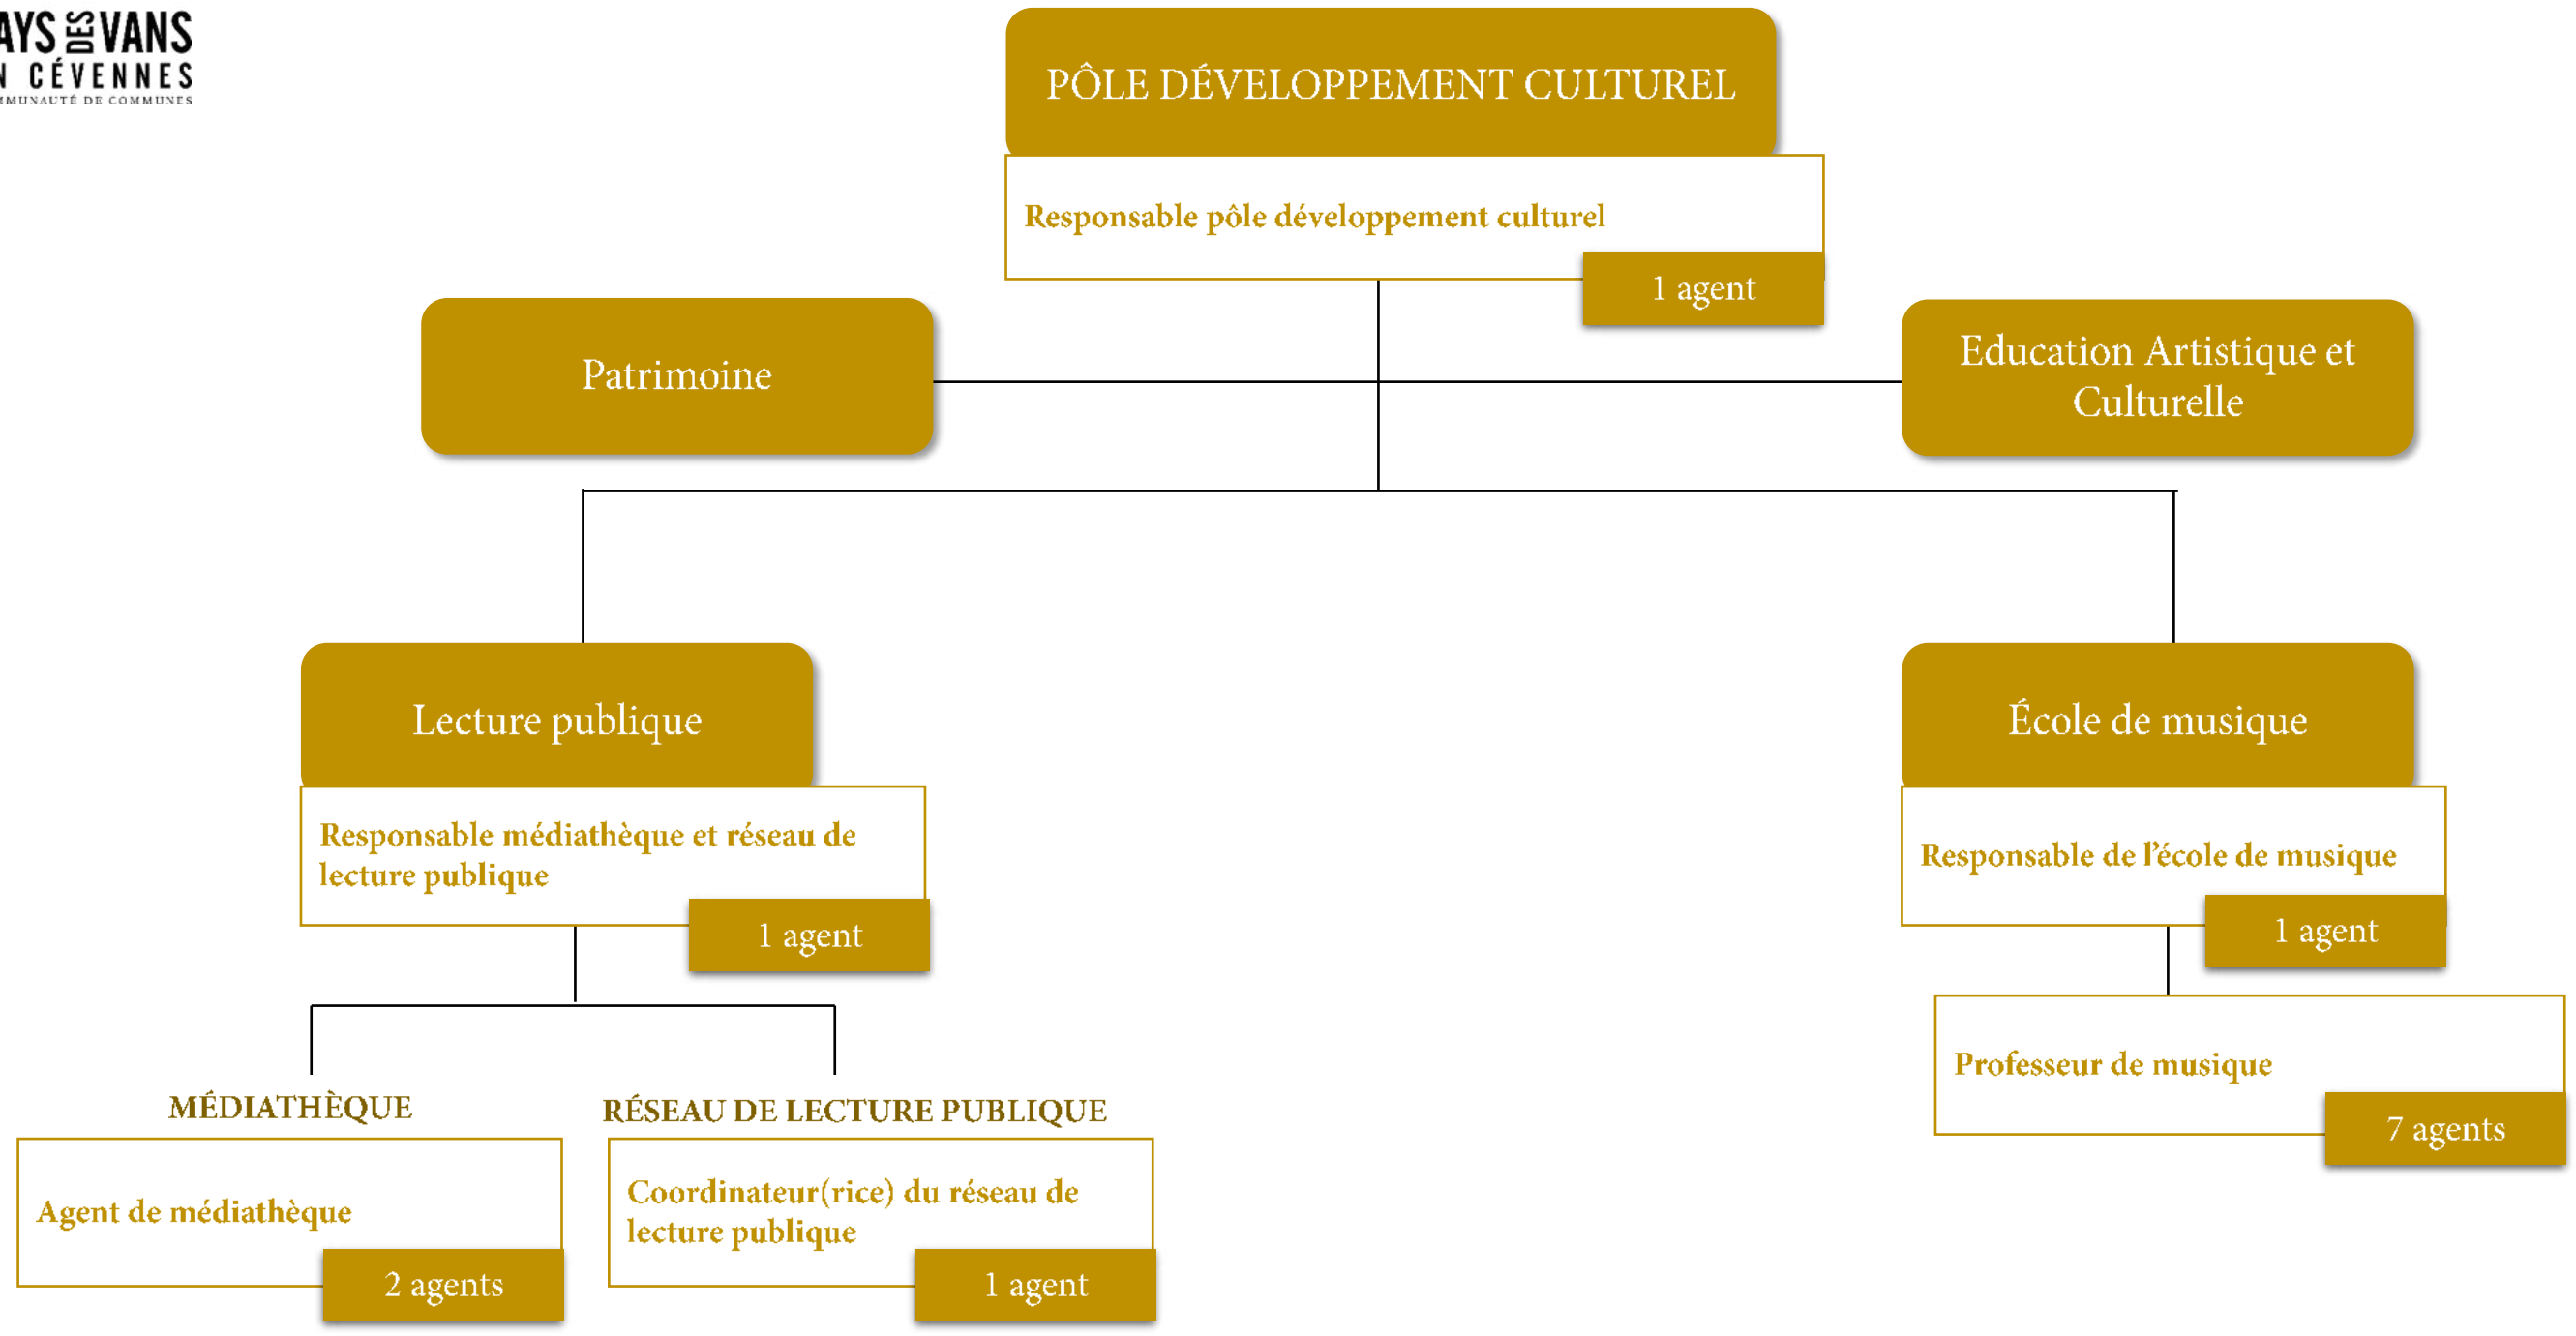 AYS DES VANS
N CÉVENNES
MMUNAUTÉ DE COMMUNES
PÔLE DÉVELOPPEMENT CULTUREL
Responsable pôle développement culturel
1 agent
Patrimoine
Education Artistique et
Culturelle
Lecture publique
Responsable médiathèque et réseau de
lecture publique
1 agent
École de musique
Responsable de l’école de musique
1 agent
Professeur de musique
7 agents
MÉDIATHÈQUE
Agent de médiathèque
2 agents
RÉSEAU DE LECTURE PUBLIQUE
Coordinateur(rice) du réseau de
lecture publique
1 agent